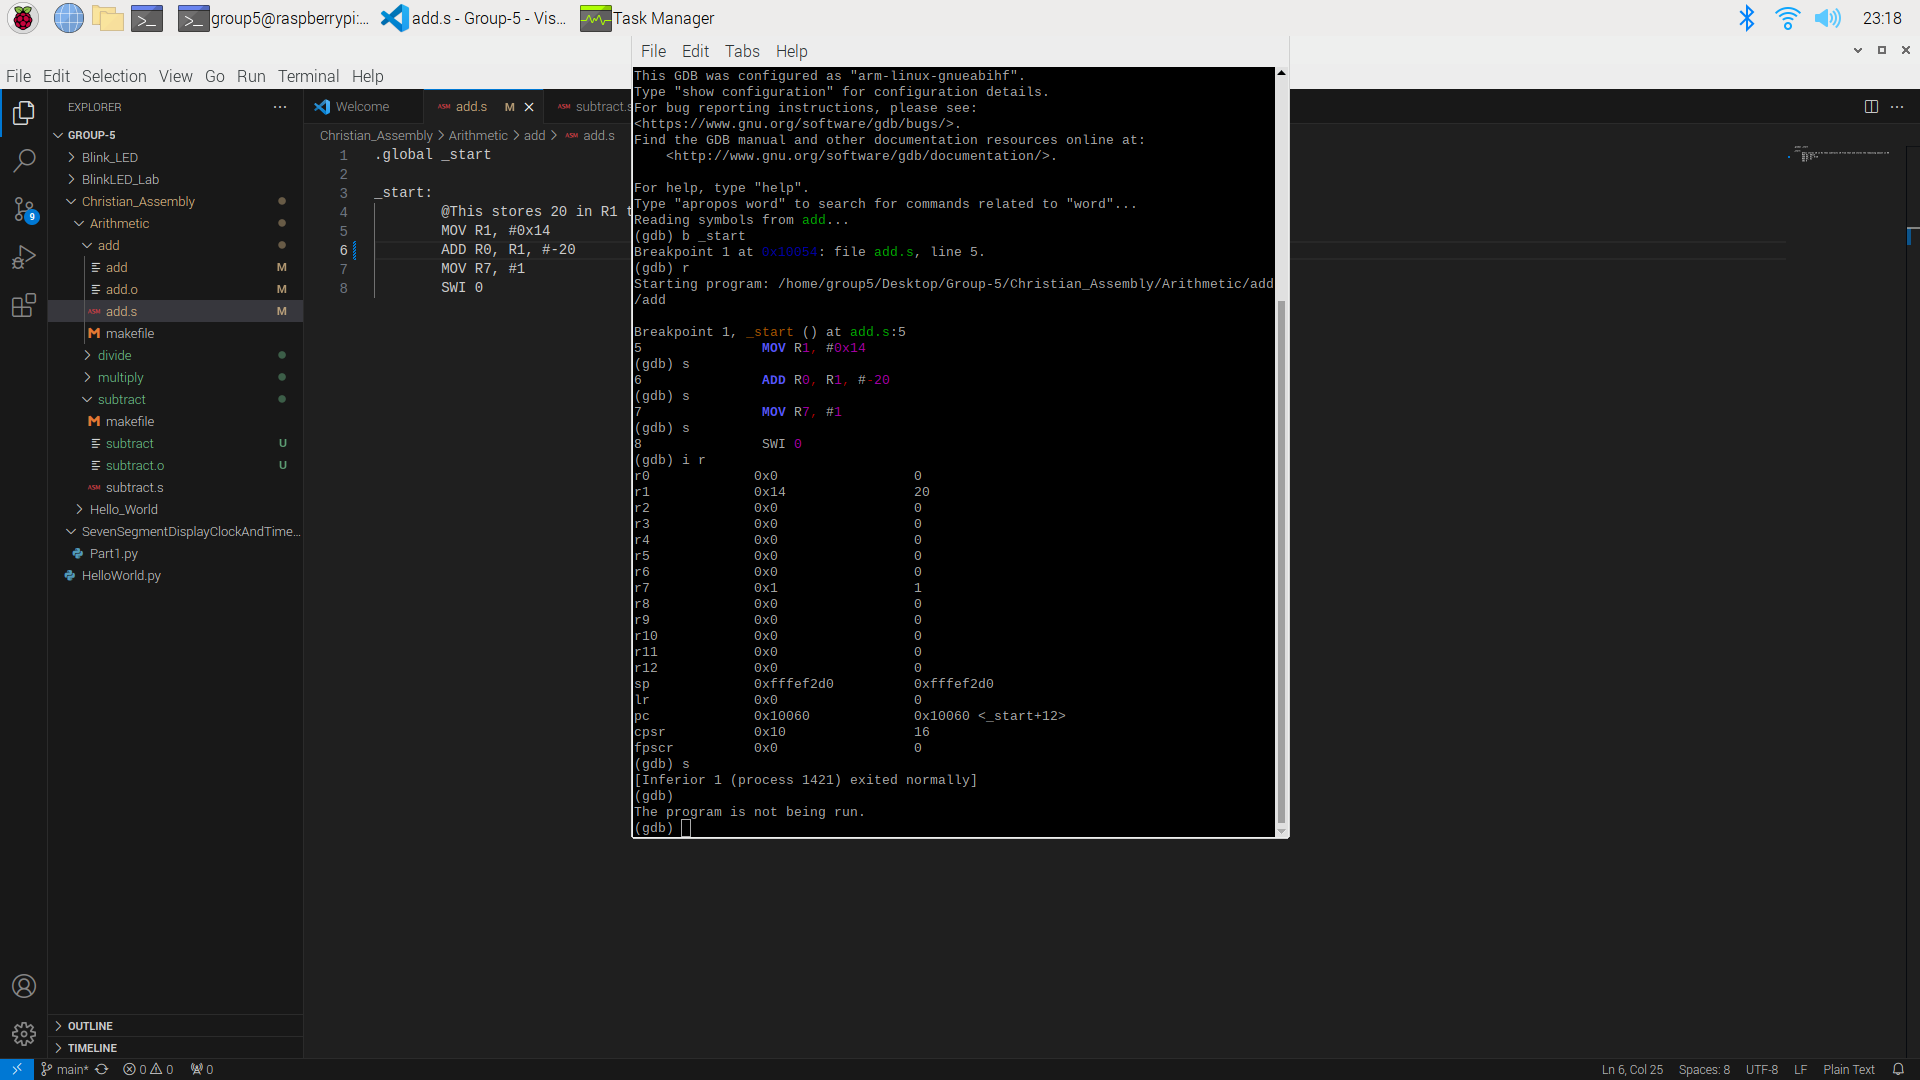 group5@raspberrypi:...
add.s - Group-5 - Vis...
Task Manager
23:18
File Edit Tabs Help
File Edit Selection View Go Run Terminal Help
EXPLORER
GROUP-5
Blink_LED
BlinkLED_Lab
Christian_Assembly
Arithmetic
add
add M
add.o M
ASM add.s M
makefile
divide
multiply
subtract
makefile
subtract U
subtract.o U
ASM subtract.s
Hello_World
SevenSegmentDisplayClockAndTime...
Part1.py
HelloWorld.py
OUTLINE
TIMELINE
9
Welcome
ASM add.s M
ASM subtract.s
Christian_Assembly > Arithmetic > add > ASM add.s
1 .global _start
2
3 _start:
4 @This stores 20 in R1 t
5 MOV R1, #0x14
6 ADD R0, R1, #-20
7 MOV R7, #1
8 SWI 0
This GDB was configured as "arm-linux-gnueabihf".
Type "show configuration" for configuration details.
For bug reporting instructions, please see:
<https://www.gnu.org/software/gdb/bugs/>.
Find the GDB manual and other documentation resources online at:
<http://www.gnu.org/software/gdb/documentation/>.
For help, type "help".
Type "apropos word" to search for commands related to "word"...
Reading symbols from add...
(gdb) b _start
Breakpoint 1 at 0x10054: file add.s, line 5.
(gdb) r
Starting program: /home/group5/Desktop/Group-5/Christian_Assembly/Arithmetic/add
/add
Breakpoint 1, _start () at add.s:5
5 MOV R1, #0x14
(gdb) s
6 ADD R0, R1, #-20
(gdb) s
7 MOV R7, #1
(gdb) s
8 SWI 0
(gdb) i r
r0 0x0 0
r1 0x14 20
r2 0x0 0
r3 0x0 0
r4 0x0 0
r5 0x0 0
r6 0x0 0
r7 0x1 1
r8 0x0 0
r9 0x0 0
r10 0x0 0
r11 0x0 0
r12 0x0 0
sp 0xfffef2d0 0xfffef2d0
lr 0x0 0
pc 0x10060 0x10060 <_start+12>
cpsr 0x10 16
fpscr 0x0 0
(gdb) s
[Inferior 1 (process 1421) exited normally]
(gdb)
The program is not being run.
(gdb)
main* 0 0 0
Ln 6, Col 25 Spaces: 8 UTF-8 LF Plain Text